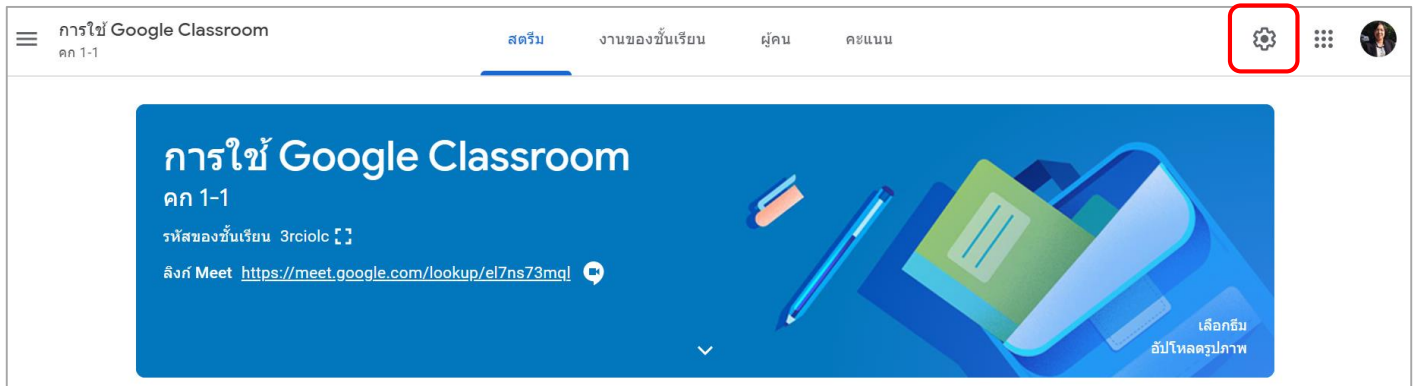 การใช้ Google Classroom
คก 1-1
สตรีม งานของชั้นเรียน ผู้คน คะแนน
การใช้ Google Classroom
คก 1-1
รหัสของชั้นเรียน 3rciolc
ลิงก์ Meet https://meet.google.com/lookup/el7ns73mql
เลือกธีม
อัปโหลดรูปภาพ